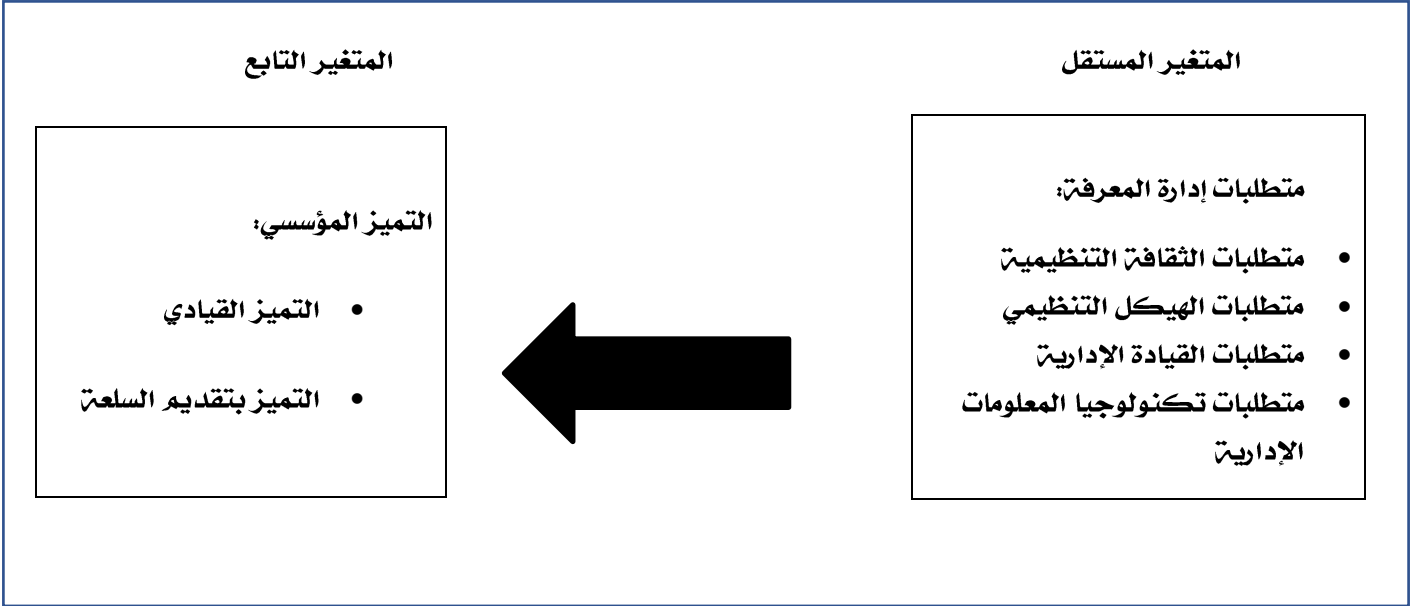 المتغير المستقل
متطلبات إدارة المعرفة:
• متطلبات الثقافة التنظيمية
• متطلبات الهيكل التنظيمي
• متطلبات القيادة الإدارية
• متطلبات تكنولوجيا المعلومات
الإدارية
المتغير التابع
التميز المؤسسي:
• التميز القيادي
• التميز بتقديم السلعة